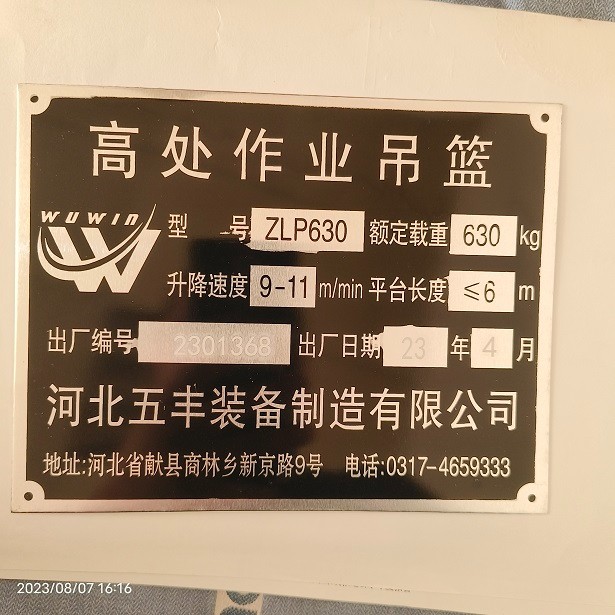 高处作业吊篮
WUWIN
型 号 ZLP630 额定载重 630 kg
升降速度 9-11 m/min 平台长度 ≤6 m
出厂编号 2301368 出厂日期 23 年 4 月
河北五丰装备制造有限公司
地址:河北省献县商林乡新京路9号 电话:0317-4659333
2023/08/07 16:16